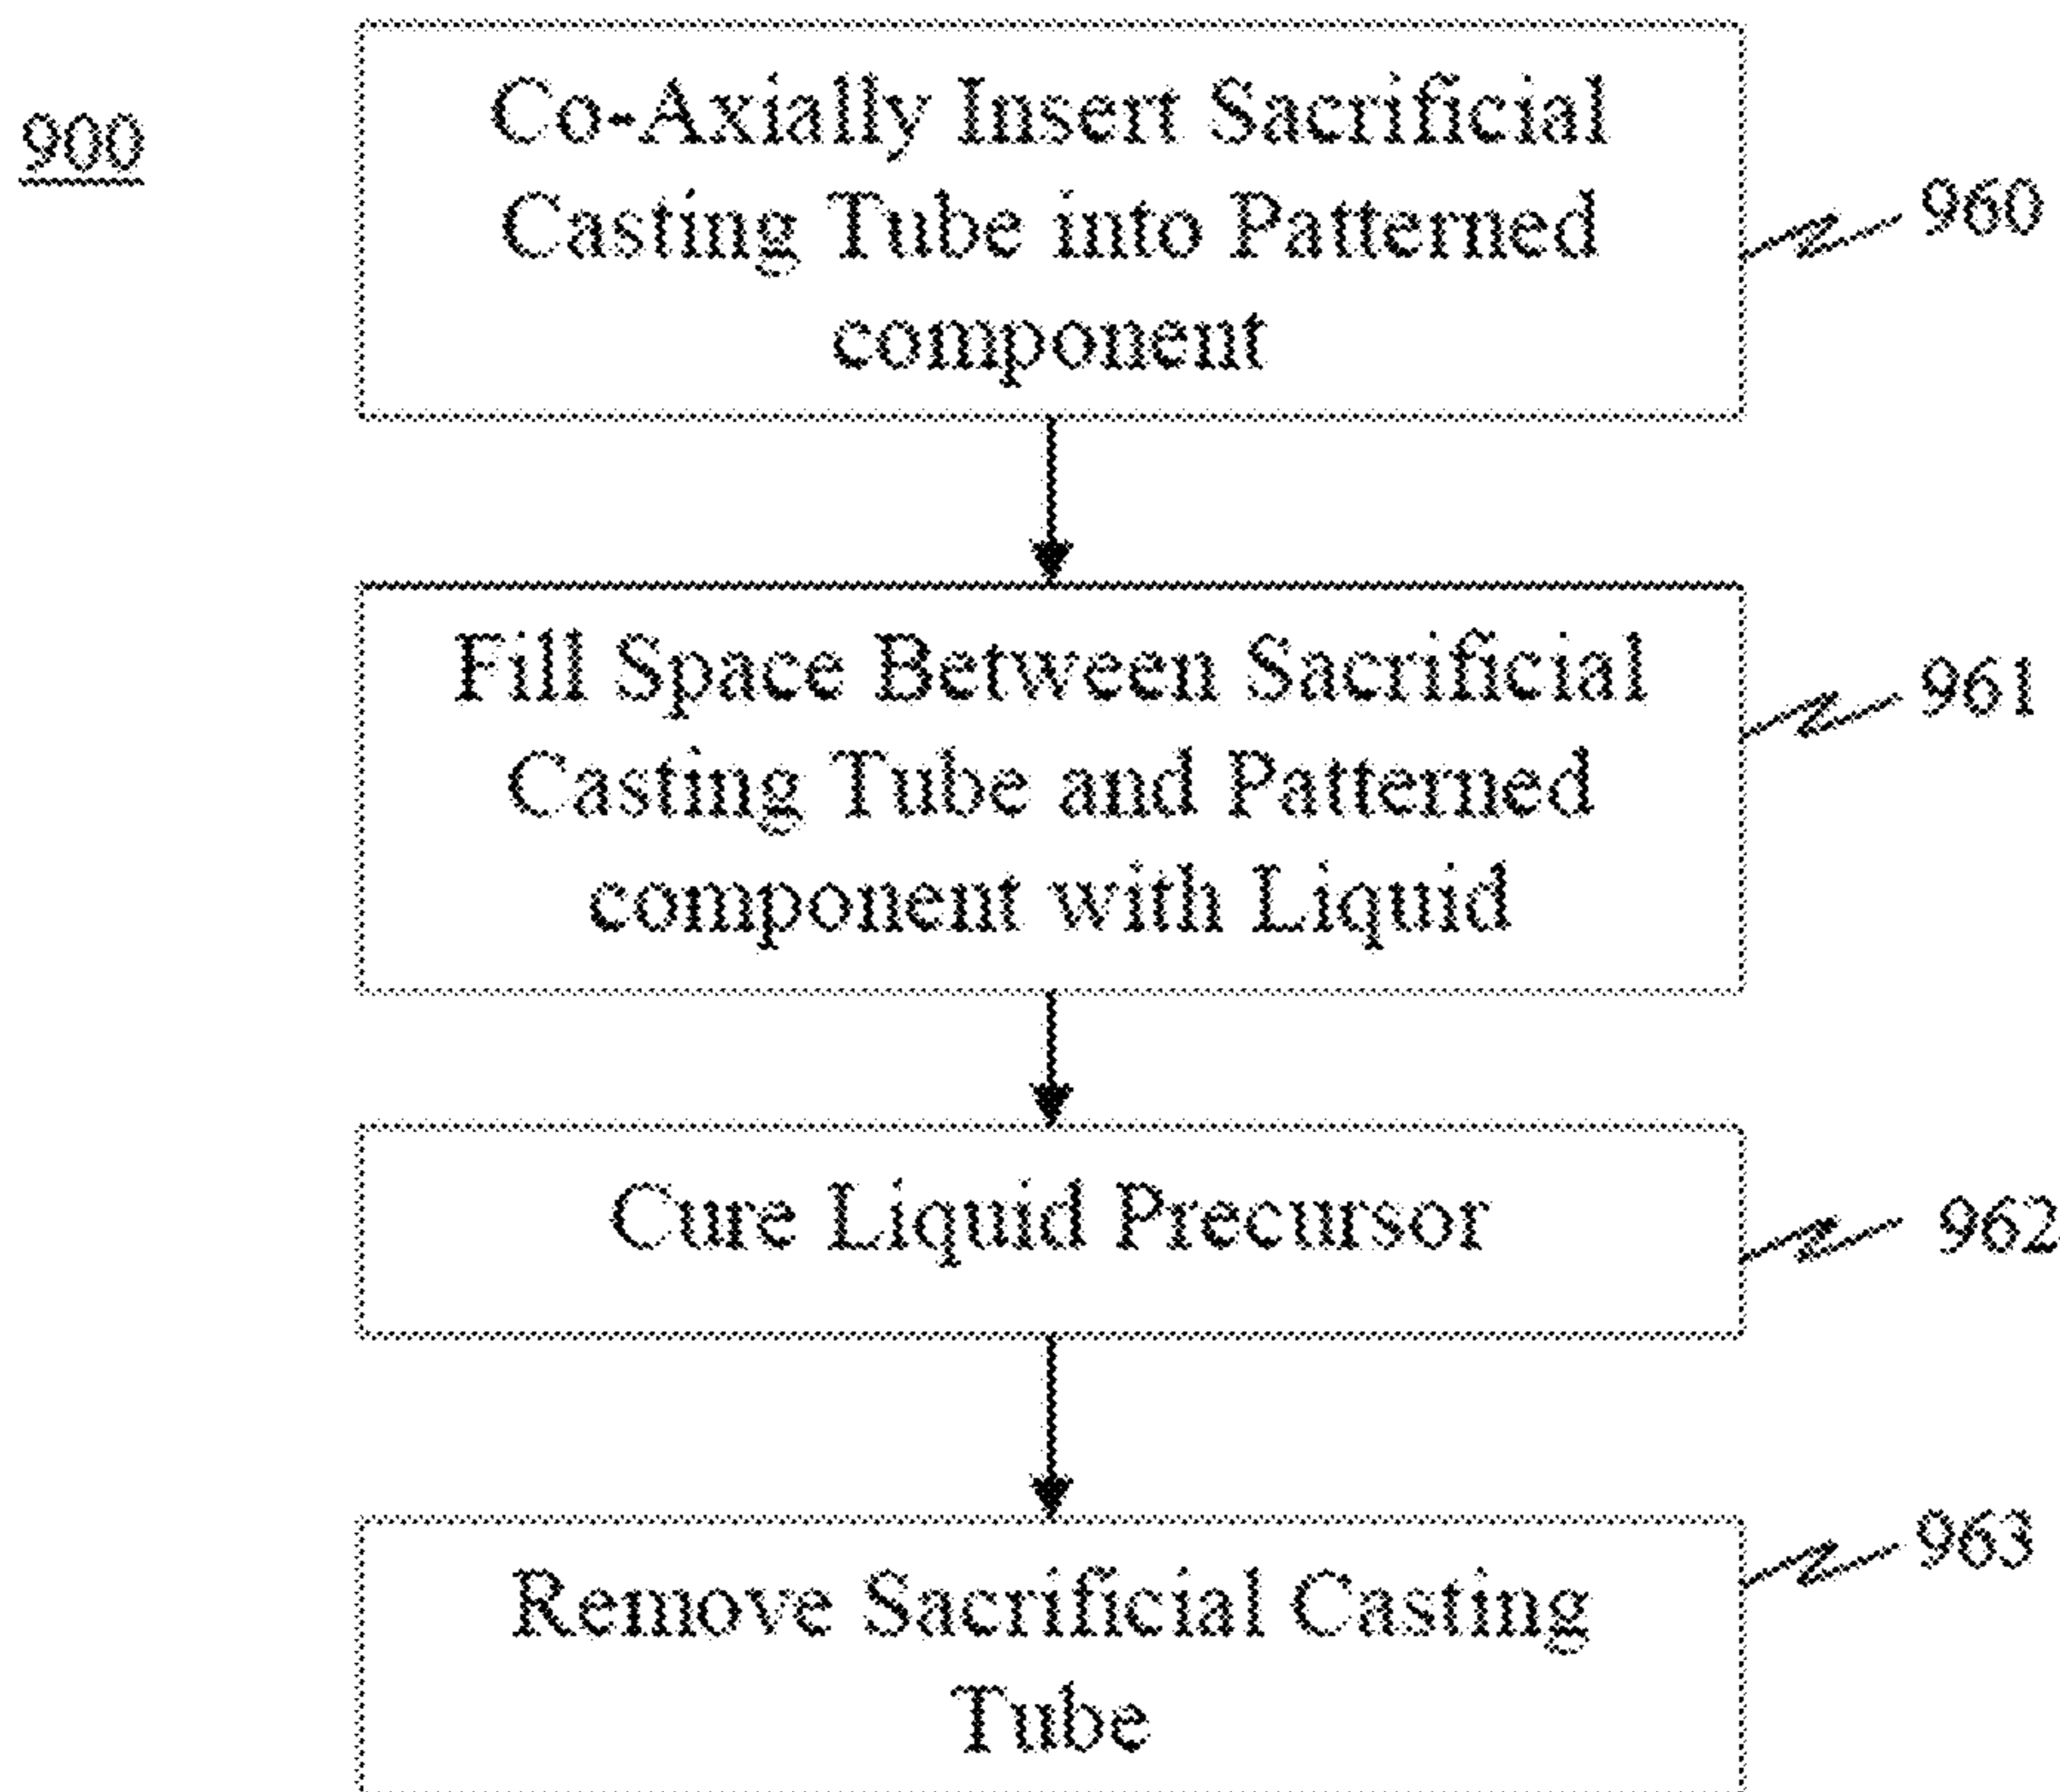 900
Co-Axially Insert Sacrificial
Casting Tube into Patterned
component
960
Fill Space Between Sacrificial
Casting Tube and Patterned
component with Liquid
961
Cure Liquid Precursor
962
Remove Sacrificial Casting
Tube
963